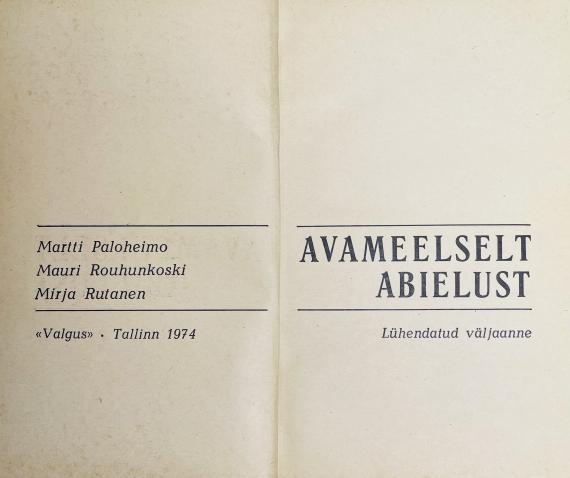 Martti Paloheimo
Mauri Rouhunkoski
Mirja Rutanen
«Valgus» • Tallinn 1974
AVAMEELSELT
ABIELUST
Lühendatud väljaanne